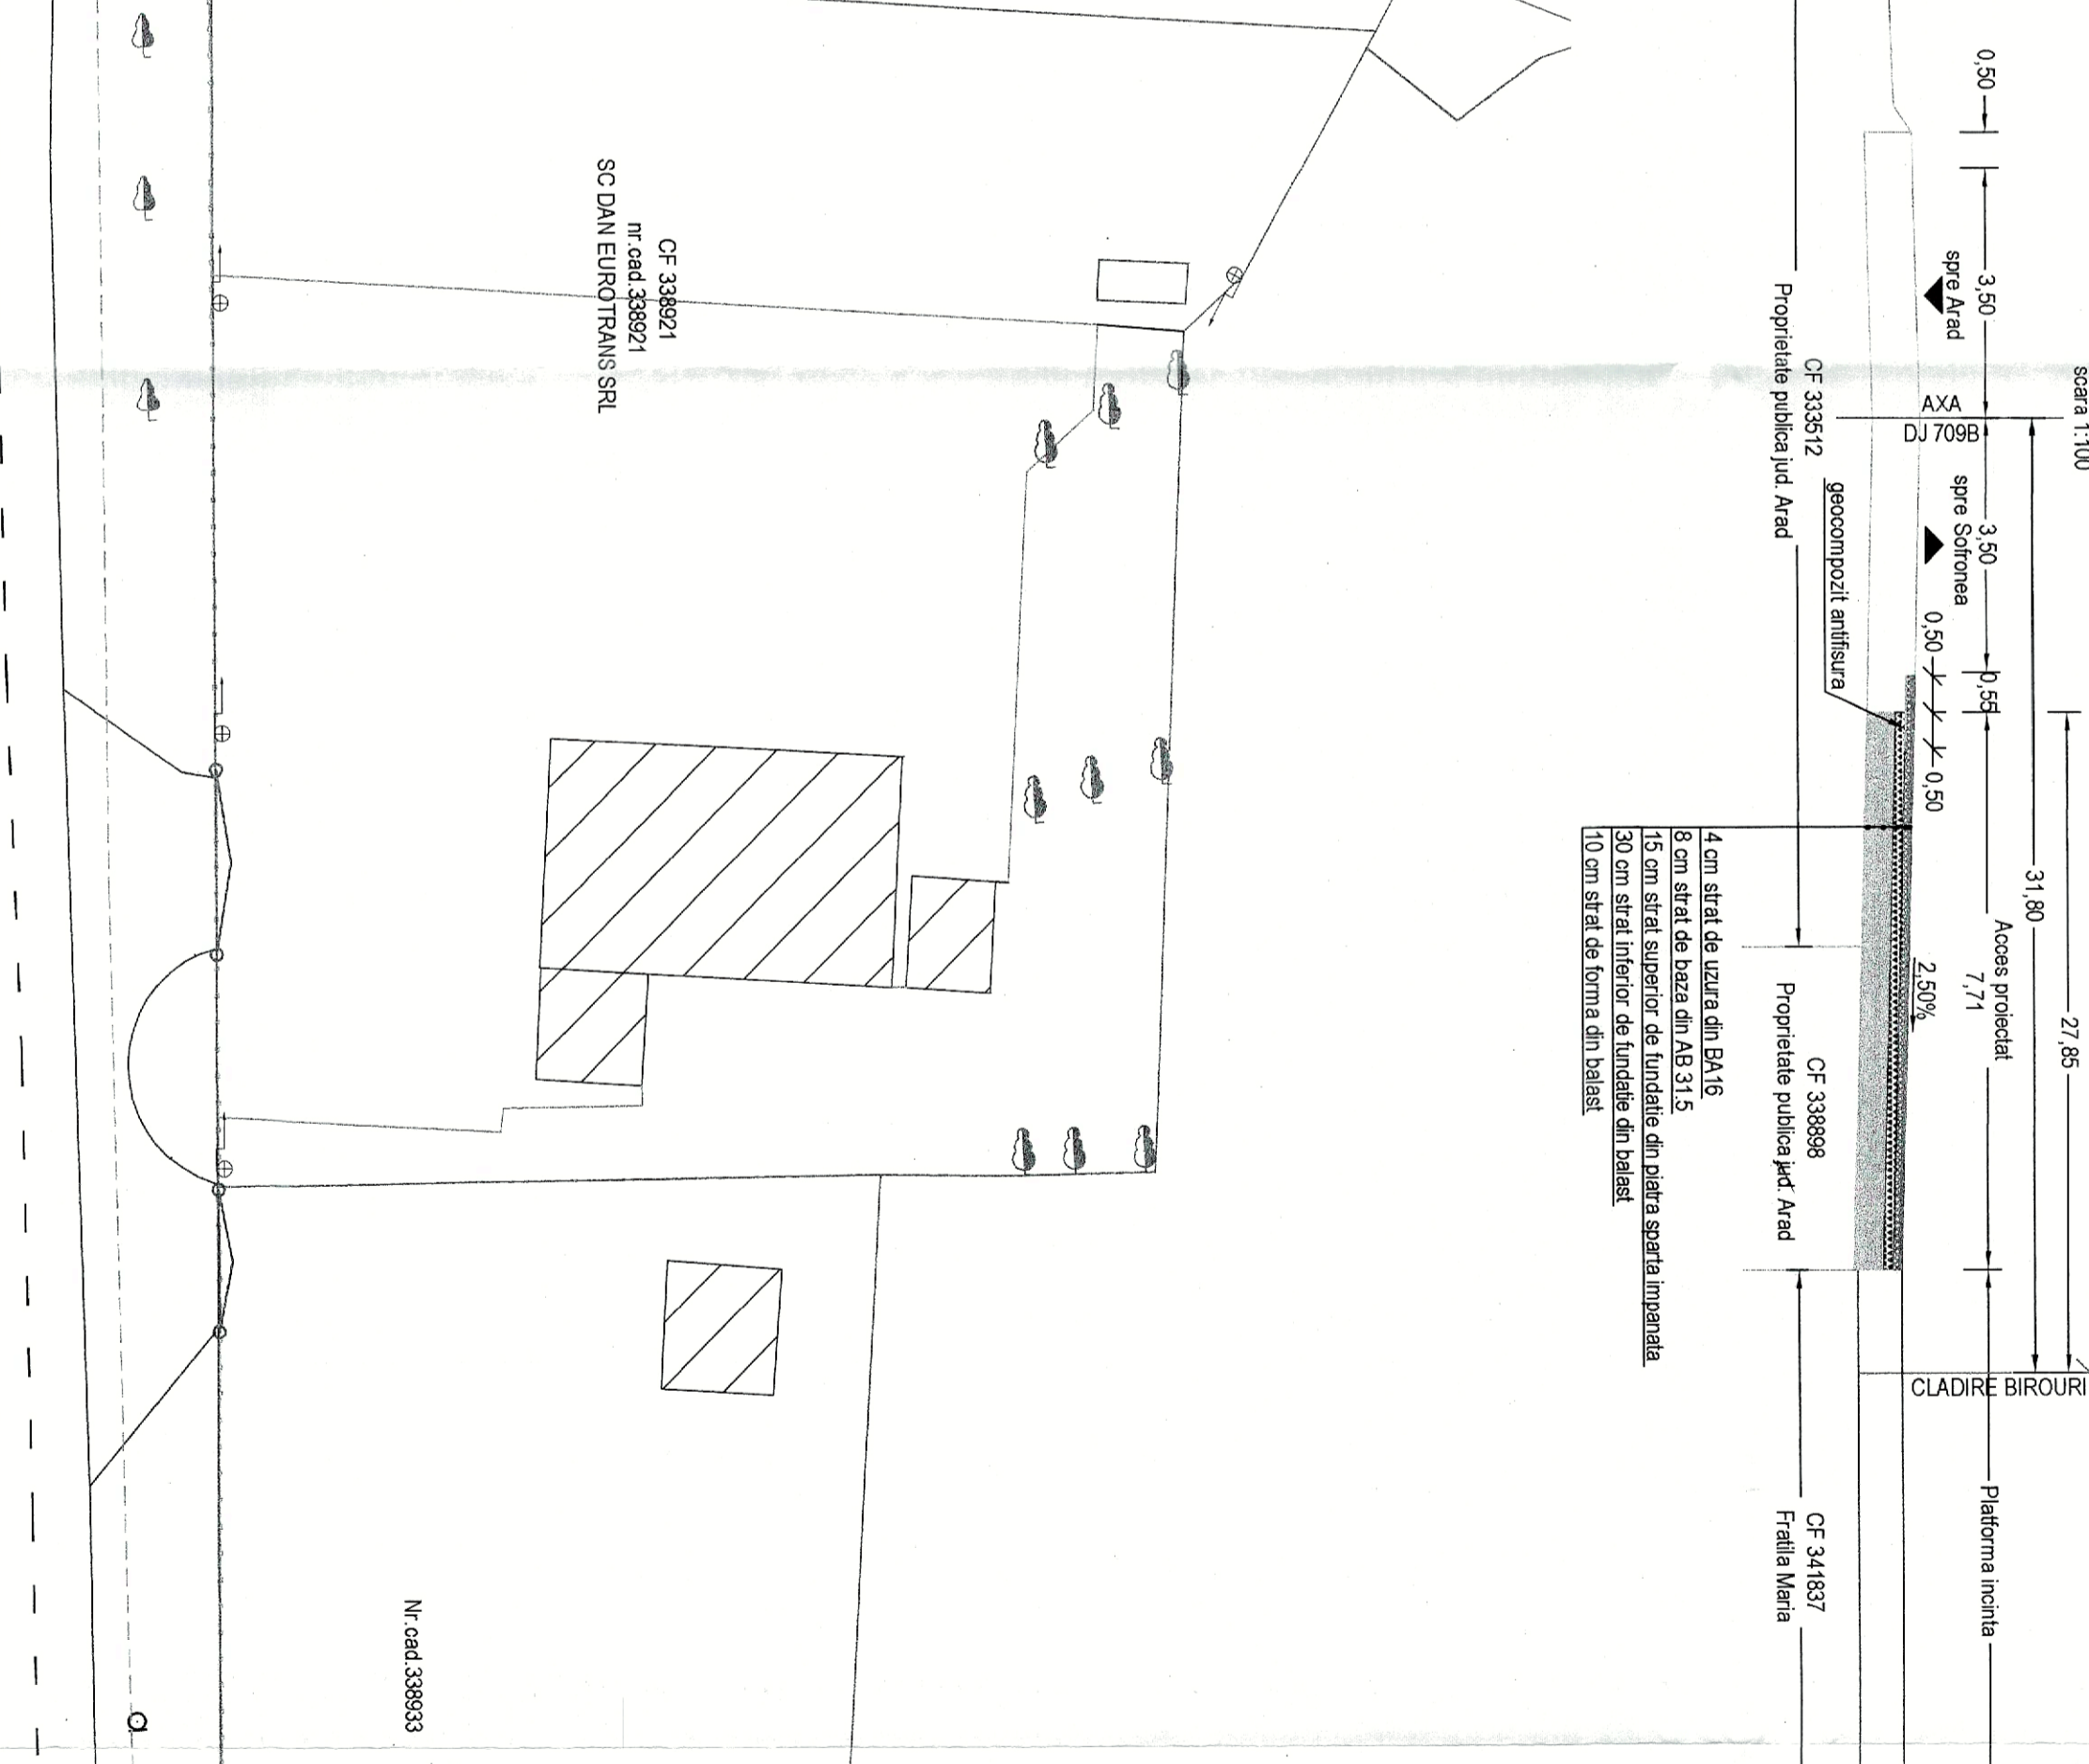 scara 1:100
27,85
31,80
0,50
3,50
3,50
0,55
Acces proiectat
7,71
Platforma incinta
spre Arad
AXA
DJ 709B
spre Sofronea
0,50
0,50
2,50%
CLADIRE BIROURI
geocompozit antifisura
CF 333512
Proprietate publica jud. Arad
CF 338898
Proprietate publica jud. Arad
CF 341837
Fratila Maria
4 cm strat de uzura din BA16
8 cm strat de baza din AB 31.5
15 cm strat superior de fundatie din piatra sparta impanata
30 cm strat inferior de fundatie din balast
10 cm strat de forma din balast
CF 338921
nr.cad.338921
SC DAN EUROTRANS SRL
Nr.cad.338933